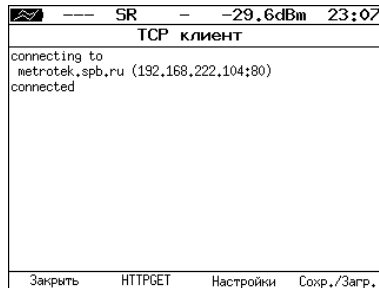 --- SR - -29.6dBm 23:07
TCP клиент
connecting to
metrotek.spb.ru (192.168.222.104:80)
connected
Закрыть HTTPGET Настройки Сохр./Загр.